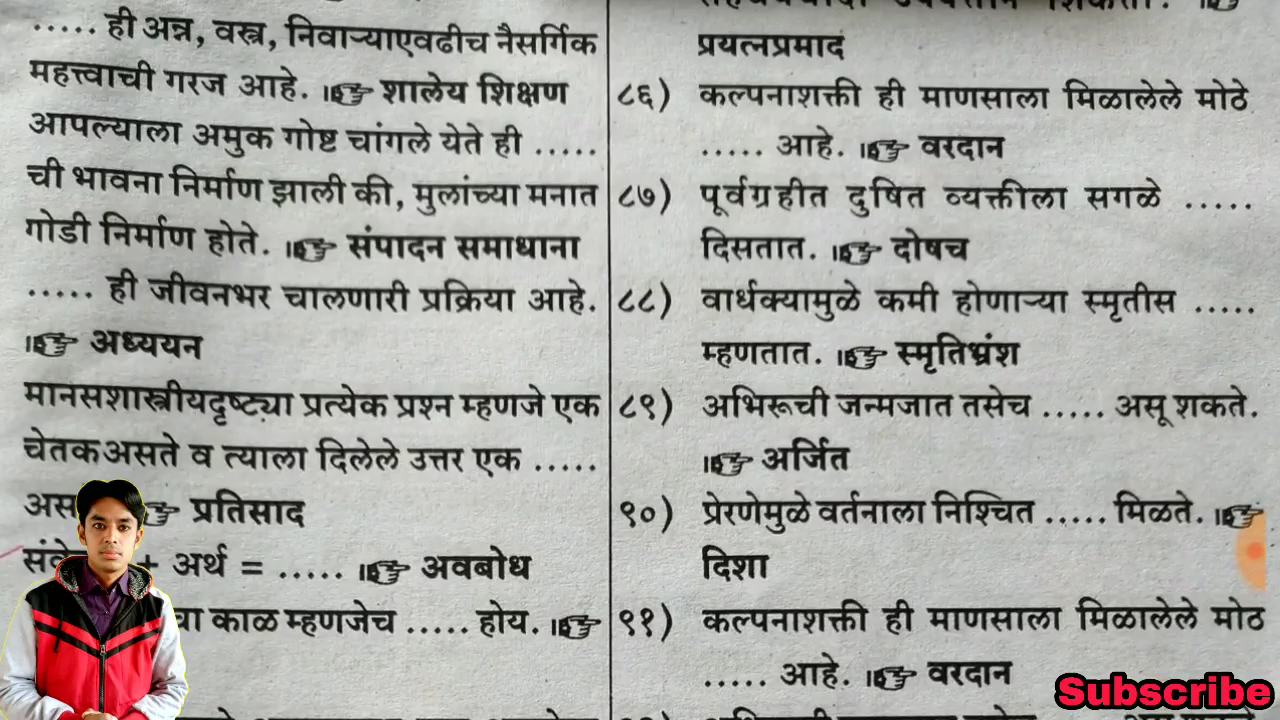 ..... ही अन्न, वस्त्र, निवाऱ्याएवढीच नैसर्गिक
महत्त्वाची गरज आहे. शालेय शिक्षण
आपल्याला अमुक गोष्ट चांगले येते ही .....
ची भावना निर्माण झाली की, मुलांच्या मनात
गोडी निर्माण होते. संपादन समाधाना
..... ही जीवनभर चालणारी प्रक्रिया आहे.
अध्ययन
मानसशास्त्रीयदृष्ट्या प्रत्येक प्रश्न म्हणजे एक
चेतकअसते व त्याला दिलेले उत्तर एक .....
प्रतिसाद
+ अर्थ = ..... अवबोध
काळ म्हणजेच ..... होय.
प्रयत्नप्रमाद
८६) कल्पनाशक्ती ही माणसाला मिळालेले मोठे
..... आहे. वरदान
८७) पूर्वग्रहीत दुषित व्यक्तीला सगळे .....
दिसतात. दोषच
८८) वार्धक्यामुळे कमी होणाऱ्या स्मृतीस .....
म्हणतात. स्मृतिभ्रंश
८९) अभिरूची जन्मजात तसेच ..... असू शकते.
अर्जित
९०) प्रेरणेमुळे वर्तनाला निश्चित ..... मिळते.
दिशा
९१) कल्पनाशक्ती ही माणसाला मिळालेले मोठ
..... आहे. वरदान
Subscribe